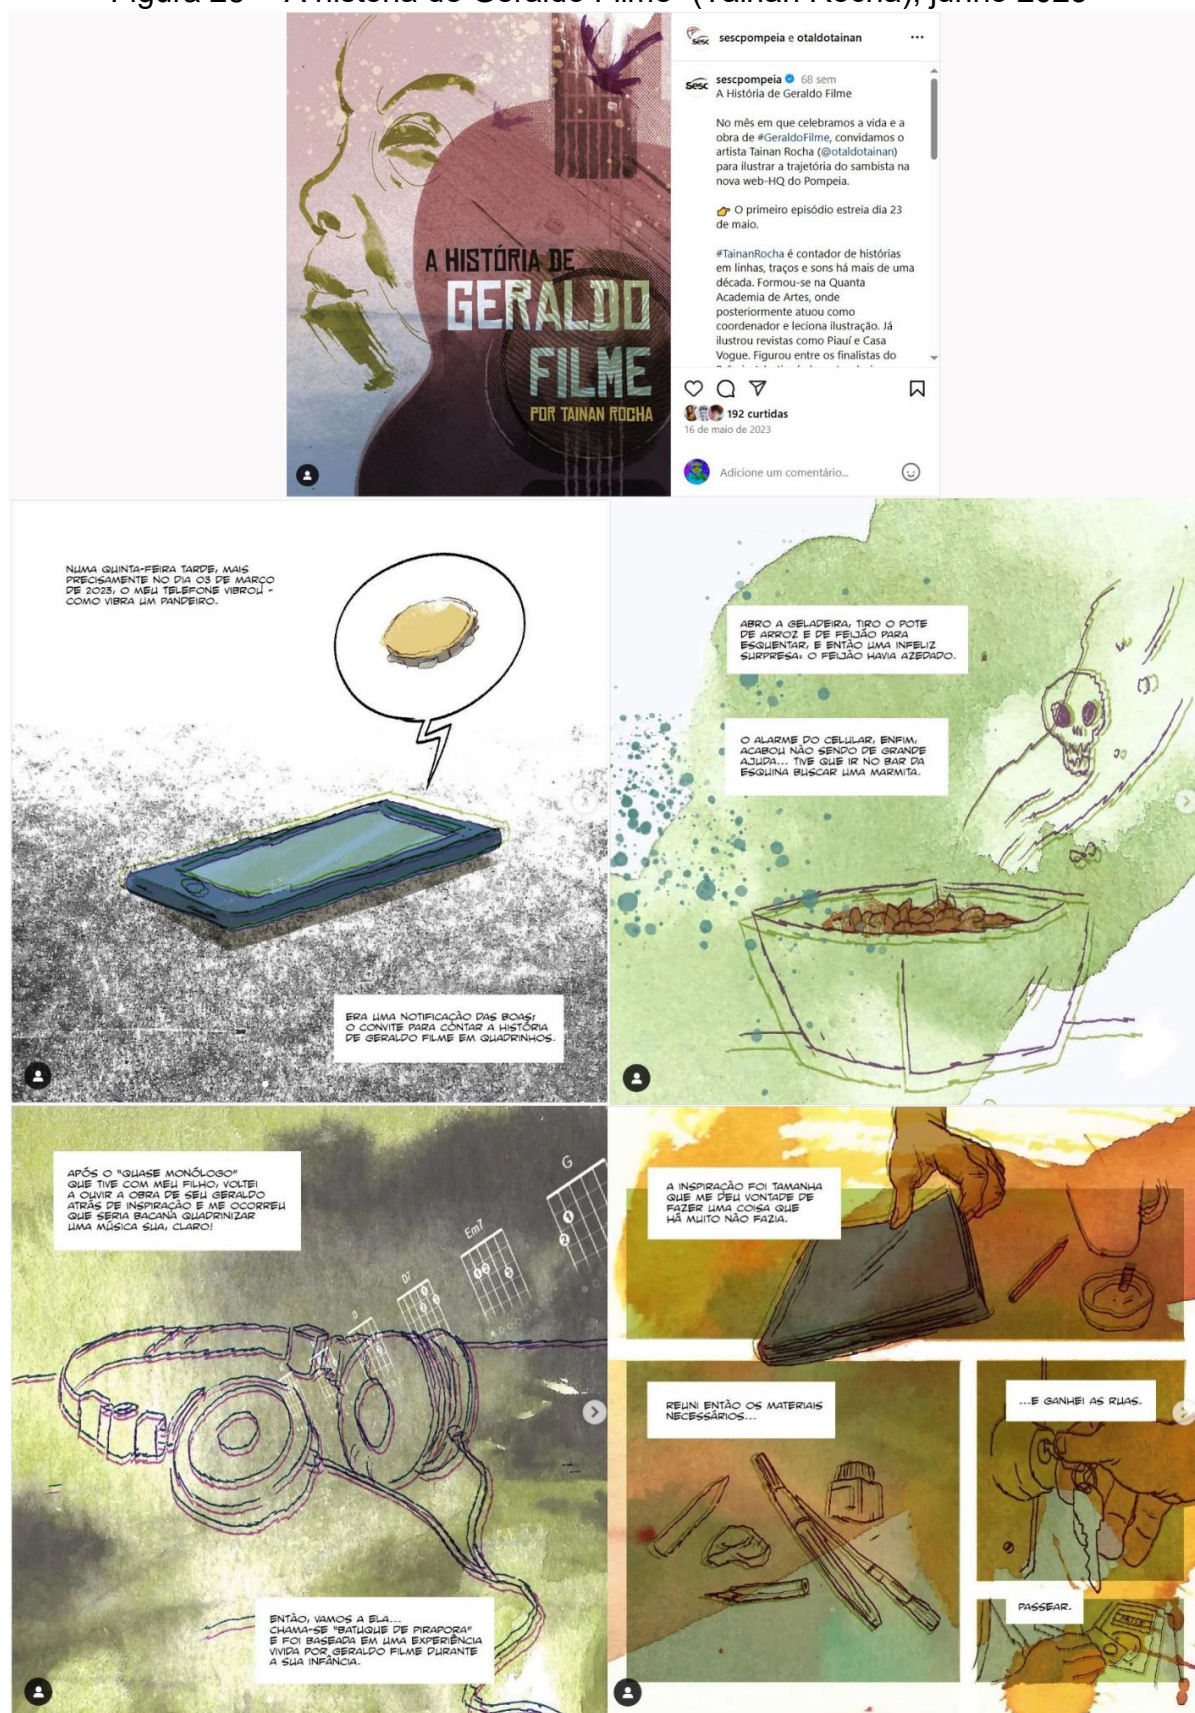 Figura 23 – "A história de Geraldo Filme" (Tainan Rocha), junho 2023
A HISTÓRIA DE
GERALDO
FILME
POR TAINAN ROCHA
Sesc
sescpompeia e otaldotainan
Sesc
sescpompeia 68 sem
A História de Geraldo Filme
No mês em que celebramos a vida e a
obra de #GeraldoFilme, convidamos o
artista Tainan Rocha (@otaldotainan)
para ilustrar a trajetória do sambista na
nova web-HQ do Pompeia.
👉 O primeiro episódio estreia dia 23
de maio.
#TainanRocha é contador de histórias
em linhas, traços e sons há mais de uma
década. Formou-se na Quanta
Academia de Artes, onde
posteriormente atuou como
coordenador e leciona ilustração. Já
ilustrou revistas como Piauí e Casa
Vogue. Figurou entre os finalistas do
192 curtidas
16 de maio de 2023
Adicione um comentário...
NUMA QUINTA-FEIRA TARDE, MAIS
PRECISAMENTE NO DIA 03 DE MARÇO
DE 2023, O MEU TELEFONE VIBROU -
COMO VIBRA UM PANDEIRO.
ERA UMA NOTIFICAÇÃO DAS BOAS;
O CONVITE PARA CONTAR A HISTÓRIA
DE GERALDO FILME EM QUADRINHOS.
ABRO A GELADEIRA, TIRO O POTE
DE ARROZ E DE FEIJÃO PARA
ESQUENTAR, E ENTÃO UMA INFELIZ
SURPRESA: O FEIJÃO HAVIA AZEDADO.
O ALARME DO CELULAR, ENFIM,
ACABOU NÃO SENDO DE GRANDE
AJUDA... TIVE QUE IR NO BAR DA
ESQUINA BUSCAR UMA MARMITA.
APÓS O "QUASE MONÓLOGO"
QUE TIVE COM MEU FILHO, VOLTEI
A OUVIR A OBRA DE SEU GERALDO
ATRÁS DE INSPIRAÇÃO E ME OCORREU
QUE SERIA BACANA QUADRINIZAR
UMA MÚSICA SUA, CLARO!
G
Em7
D7
D
ENTÃO, VAMOS A ELA...
CHAMA-SE "BATUQUE DE PIRAPORA"
E FOI BASEADA EM UMA EXPERIÊNCIA
VIVIDA POR GERALDO FILME DURANTE
A SUA INFÂNCIA.
A INSPIRAÇÃO FOI TAMANHA
QUE ME DEU VONTADE DE
FAZER UMA COISA QUE
HÁ MUITO NÃO FAZIA.
REUNI ENTÃO OS MATERIAIS
NECESSÁRIOS...
...E GANHEI AS RUAS.
PASSEAR.